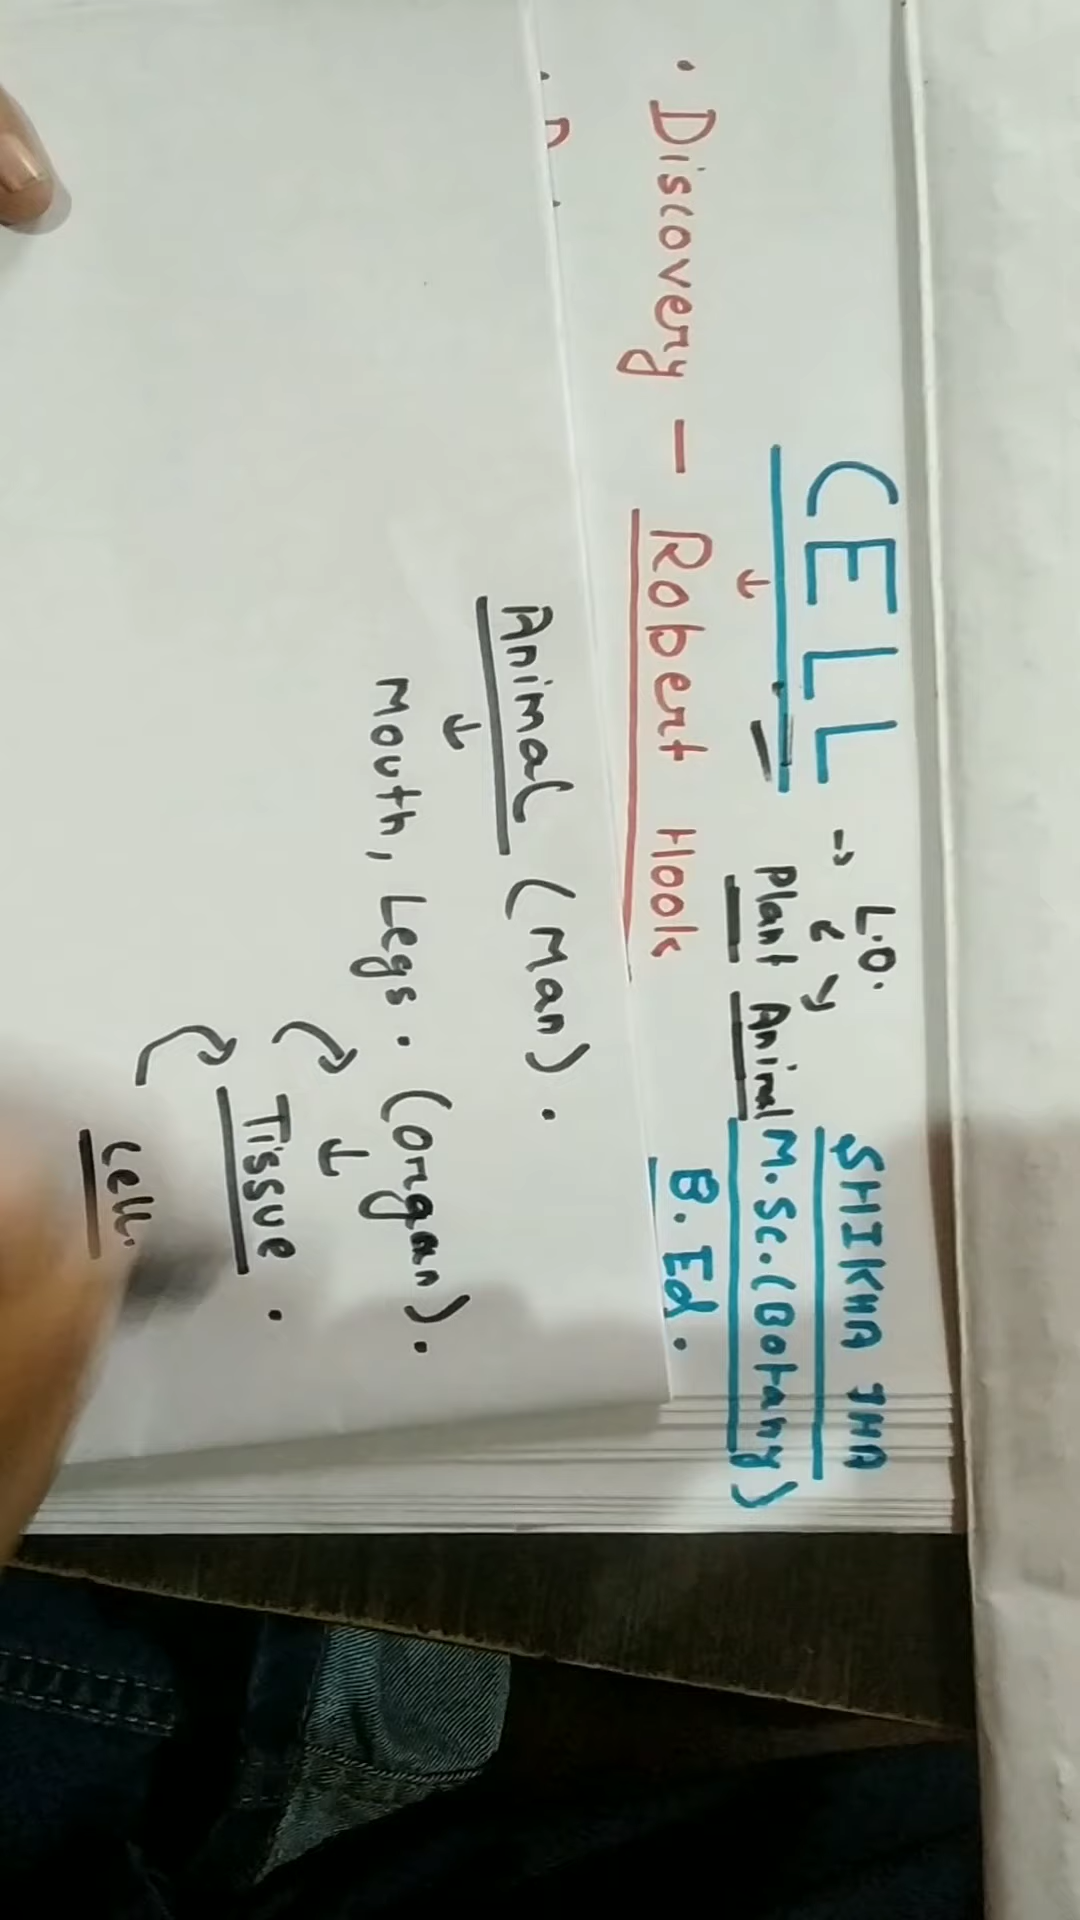 CELL → L.O.
Plant Animal
SHIKHA JHA
M.Sc.(Botany)
B.Ed.
• Discovery – Robert Hook
Animal (Man).
↓
Mouth, Legs. (Organ).
↓
Tissue.
Cell.